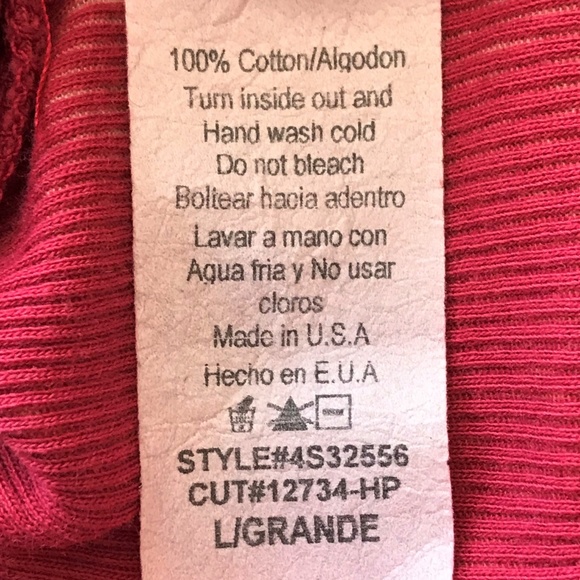 100% Cotton/Algodon
Turn inside out and
Hand wash cold
Do not bleach
Boltear hacia adentro
Lavar a mano con
Agua fria y No usar
cloros
Made in U.S.A
Hecho en E.U.A
STYLE#4S32556
CUT#12734-HP
L/GRANDE